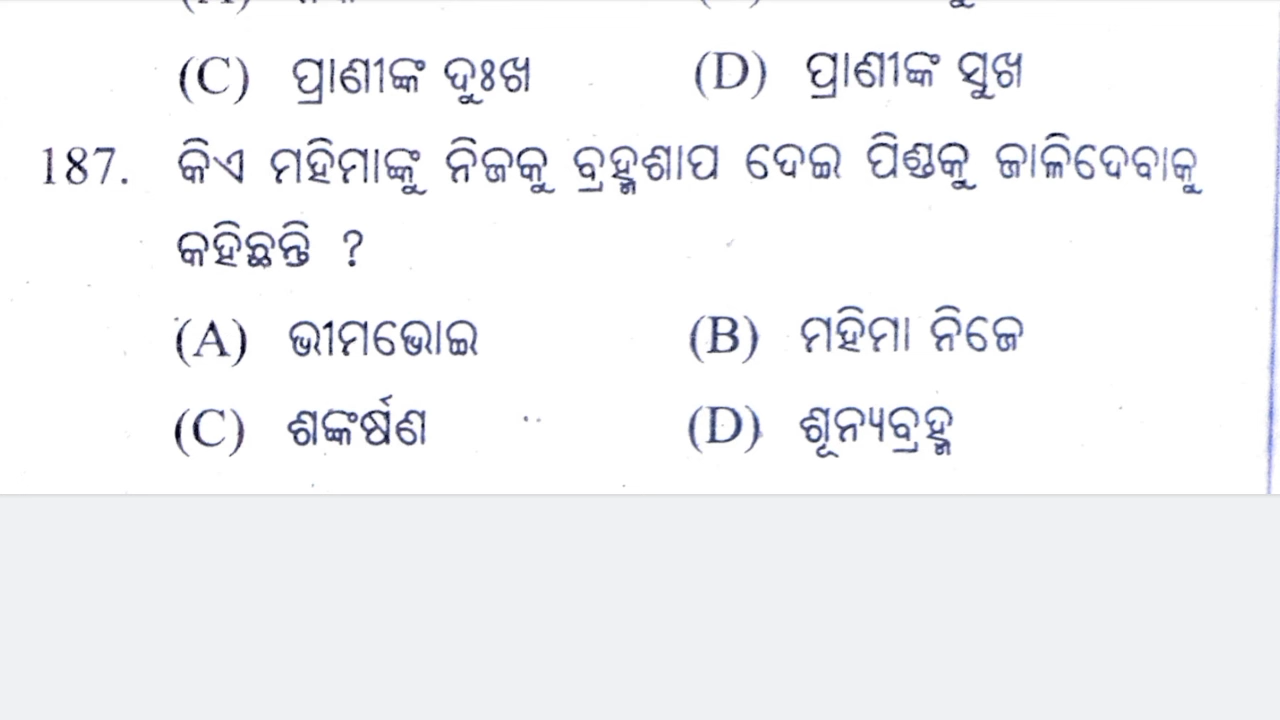 (C) ପ୍ରାଣୀଙ୍କ ଦୁଃଖ (D) ପ୍ରାଣୀଙ୍କ ସୁଖ
187. କିଏ ମହିମାଙ୍କୁ ନିଜକୁ ବ୍ରହ୍ମଶାପ ଦେଇ ପିଣ୍ଡକୁ ଜାଳିଦେବାକୁ
କହିଛନ୍ତି ?
(A) ଭୀମଭୋଇ (B) ମହିମା ନିଜେ
(C) ଶଙ୍କର୍ଷଣ (D) ଶୂନ୍ୟବ୍ରହ୍ମ